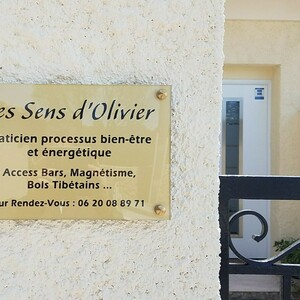 es Sens d'Olivier
aticien processus bien-être
et énergétique
Access Bars, Magnétisme,
Bols Tibétains ...
ur Rendez-Vous : 06 20 08 89 71